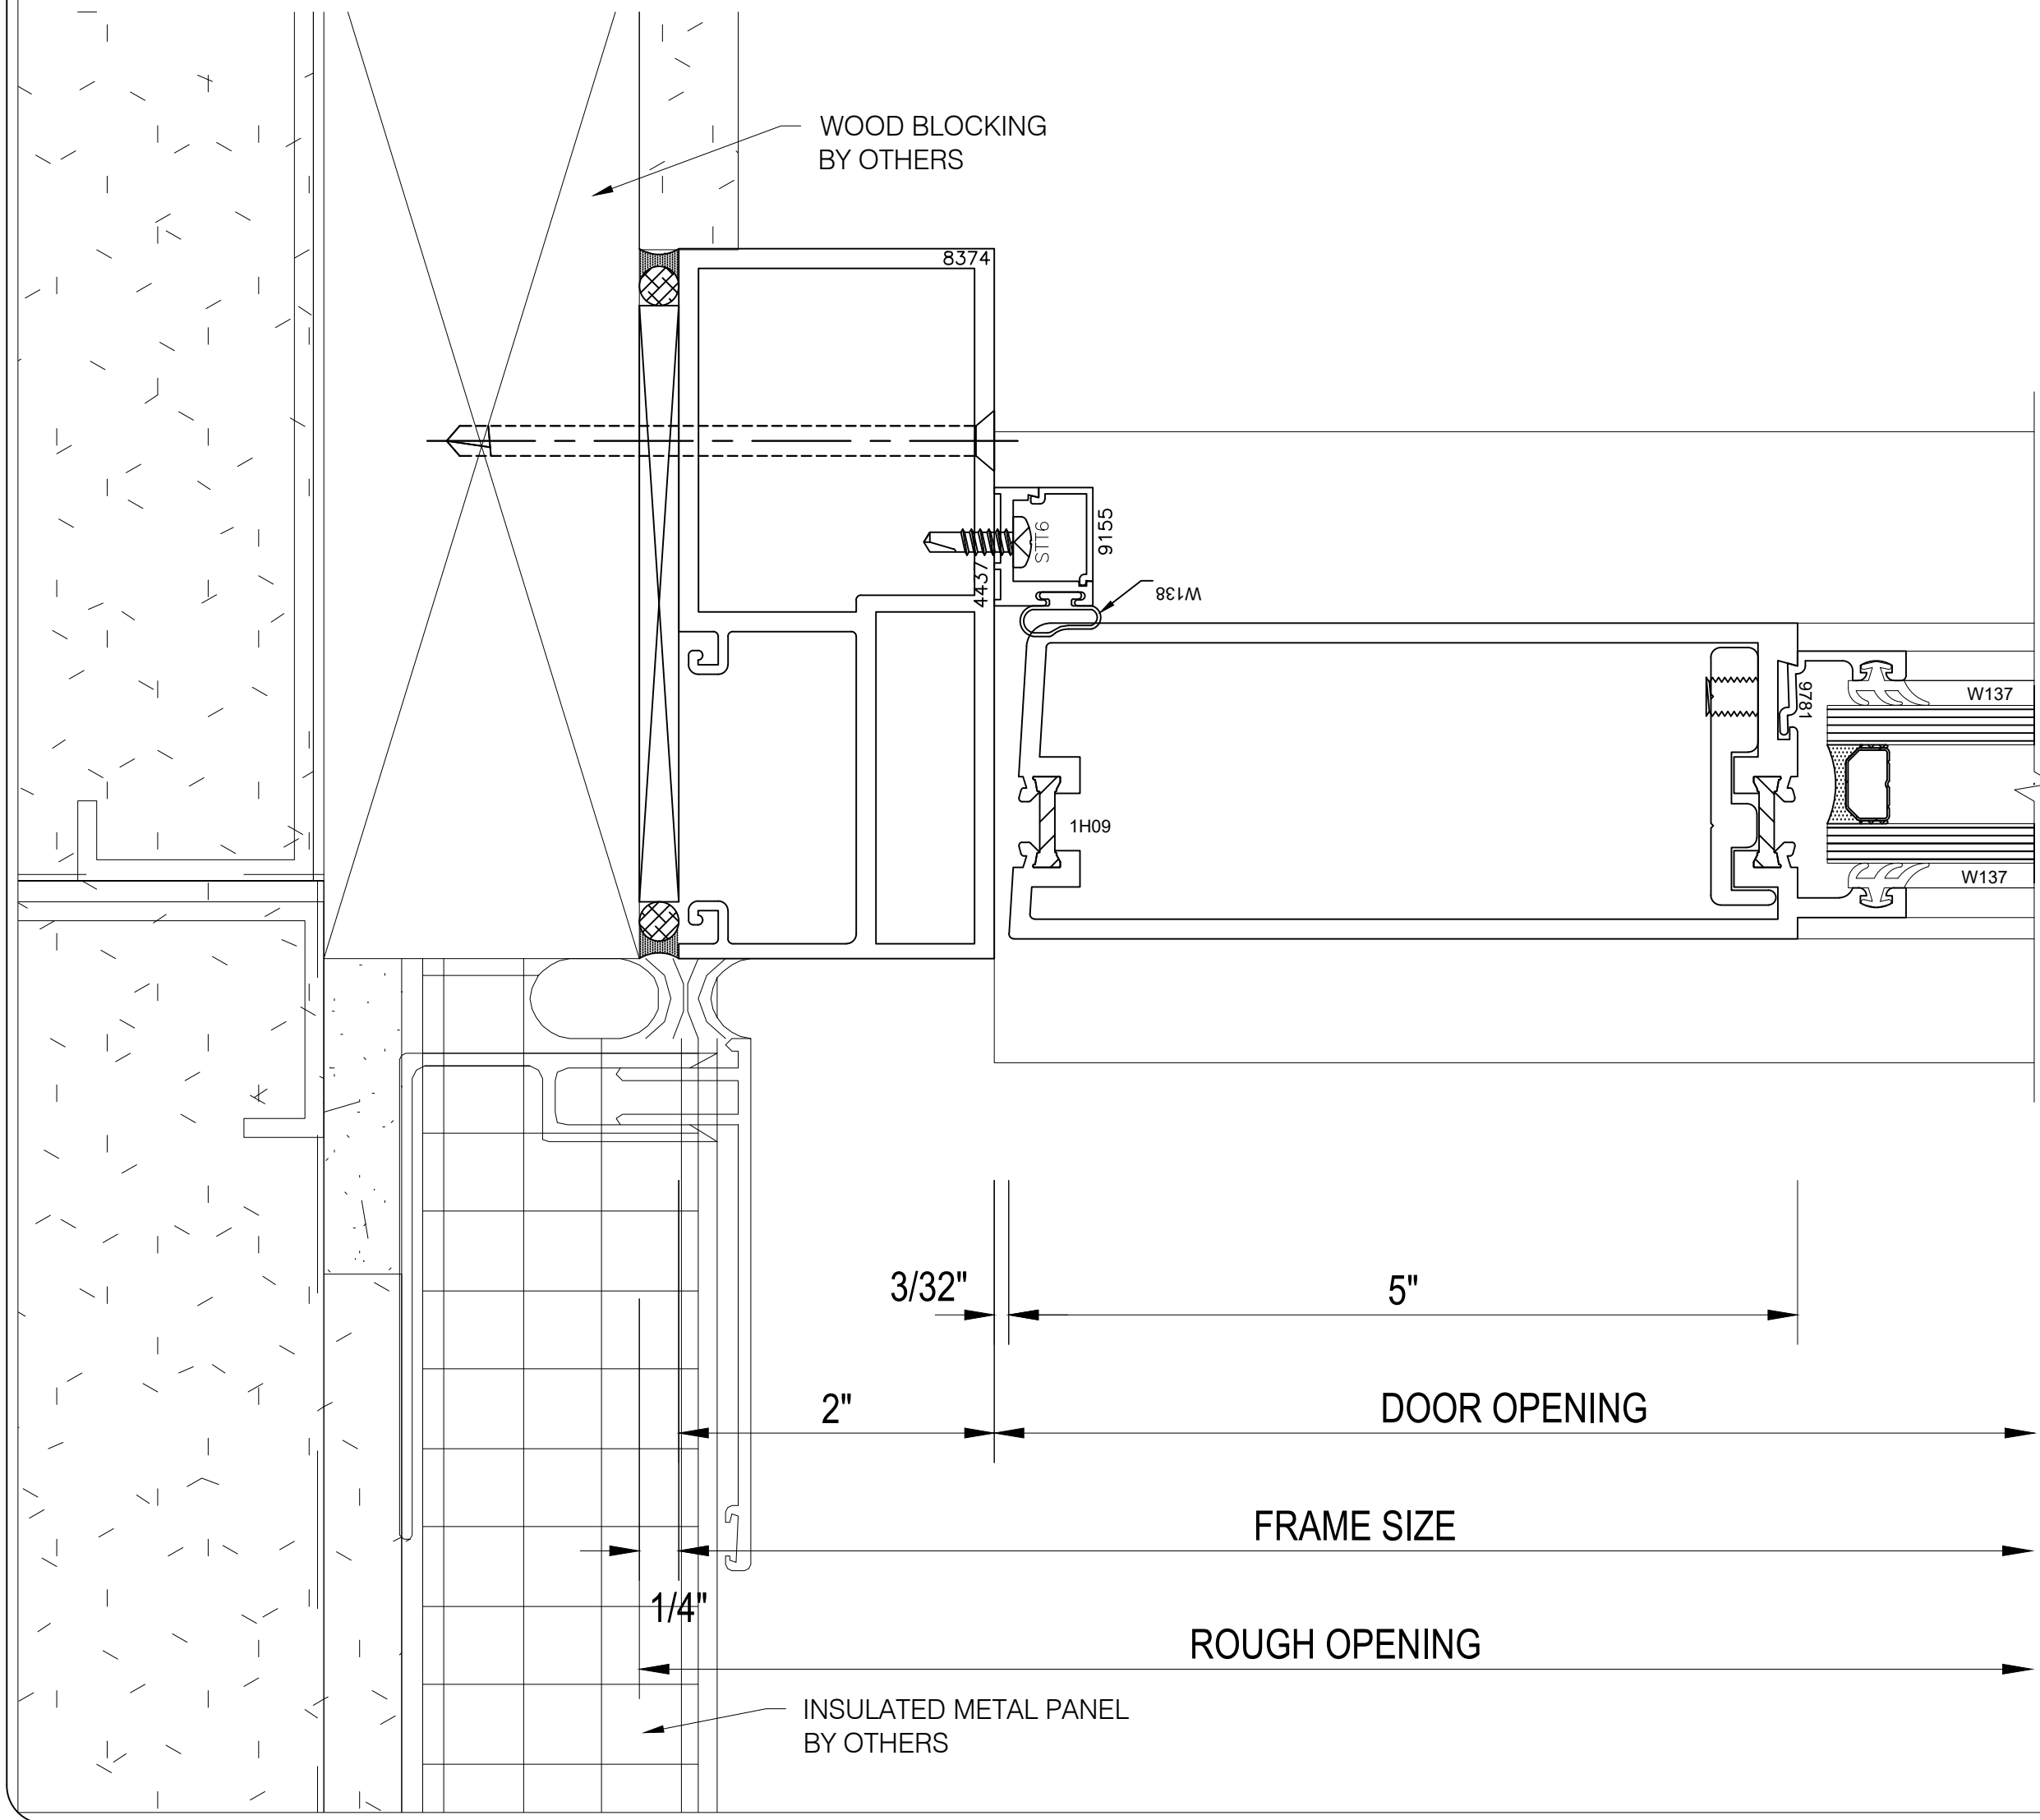 WOOD BLOCKING
BY OTHERS
8374
STT6
9155
4437
W138
9781
W137
1H09
W137
3/32"
5"
2"
DOOR OPENING
FRAME SIZE
1/4"
ROUGH OPENING
INSULATED METAL PANEL
BY OTHERS